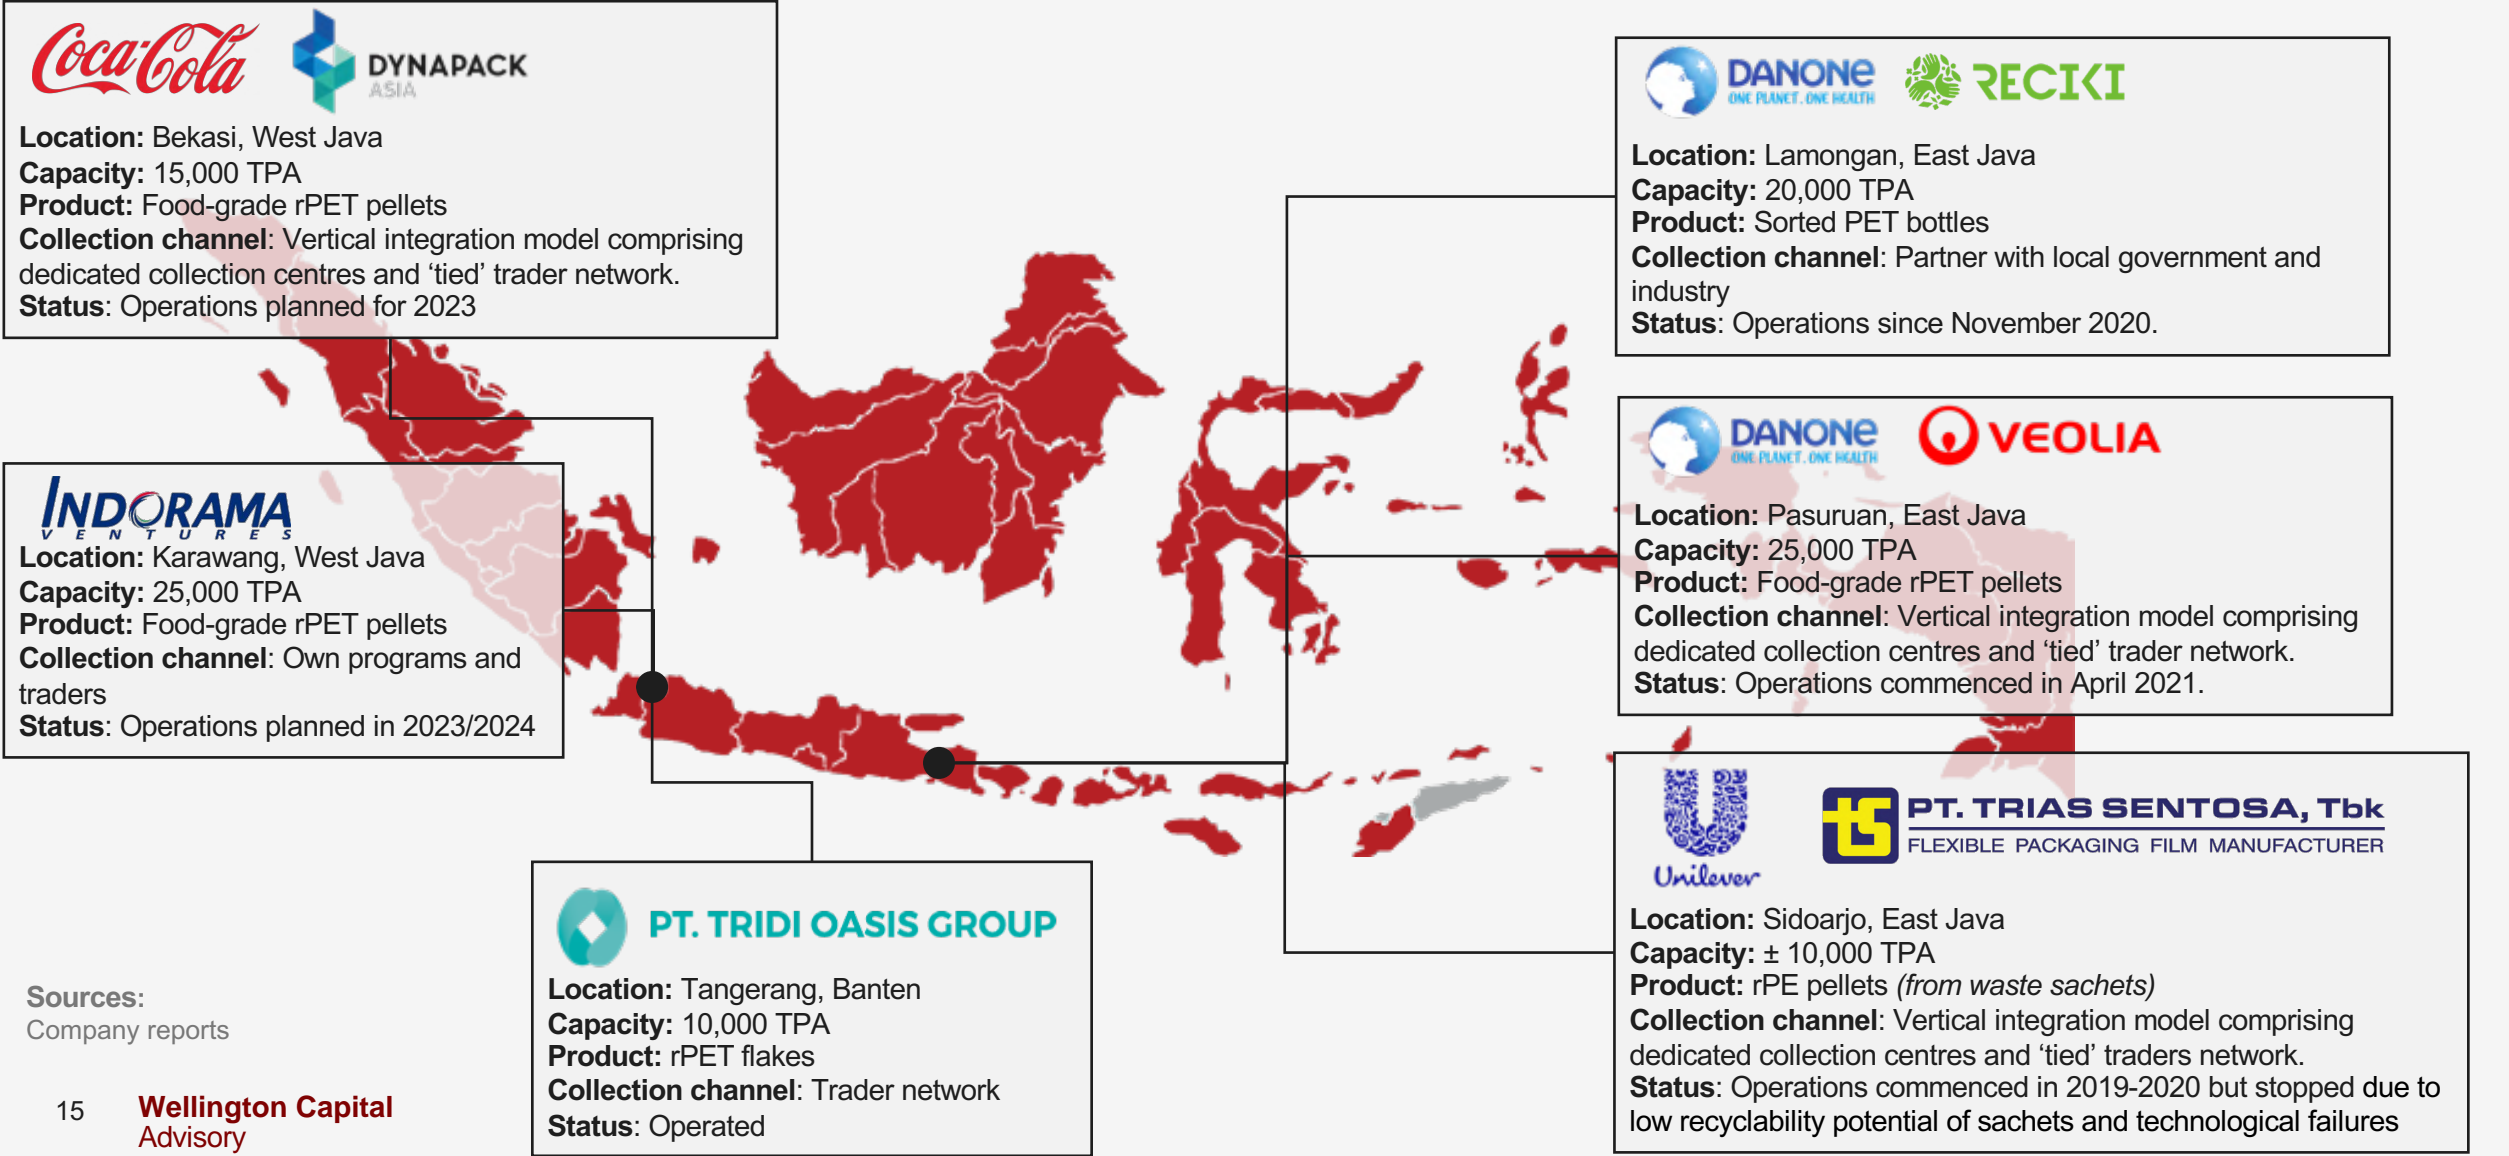 Coca-Cola
DYNAPACK
ASIA
Location: Bekasi, West Java
Capacity: 15,000 TPA
Product: Food-grade rPET pellets
Collection channel: Vertical integration model comprising
dedicated collection centres and ‘tied’ trader network.
Status: Operations planned for 2023
INDORAMA
VENTURES
Location: Karawang, West Java
Capacity: 25,000 TPA
Product: Food-grade rPET pellets
Collection channel: Own programs and
traders
Status: Operations planned in 2023/2024
PT. TRIDI OASIS GROUP
Location: Tangerang, Banten
Capacity: 10,000 TPA
Product: rPET flakes
Collection channel: Trader network
Status: Operated
DANONE
ONE PLANET. ONE HEALTH
RECIKI
Location: Lamongan, East Java
Capacity: 20,000 TPA
Product: Sorted PET bottles
Collection channel: Partner with local government and
industry
Status: Operations since November 2020.
DANONE
ONE PLANET. ONE HEALTH
VEOLIA
Location: Pasuruan, East Java
Capacity: 25,000 TPA
Product: Food-grade rPET pellets
Collection channel: Vertical integration model comprising
dedicated collection centres and ‘tied’ trader network.
Status: Operations commenced in April 2021.
Unilever
ts
PT. TRIAS SENTOSA, Tbk
FLEXIBLE PACKAGING FILM MANUFACTURER
Location: Sidoarjo, East Java
Capacity: ± 10,000 TPA
Product: rPE pellets (from waste sachets)
Collection channel: Vertical integration model comprising
dedicated collection centres and ‘tied’ traders network.
Status: Operations commenced in 2019-2020 but stopped due to
low recyclability potential of sachets and technological failures
Sources:
Company reports
15
Wellington Capital
Advisory